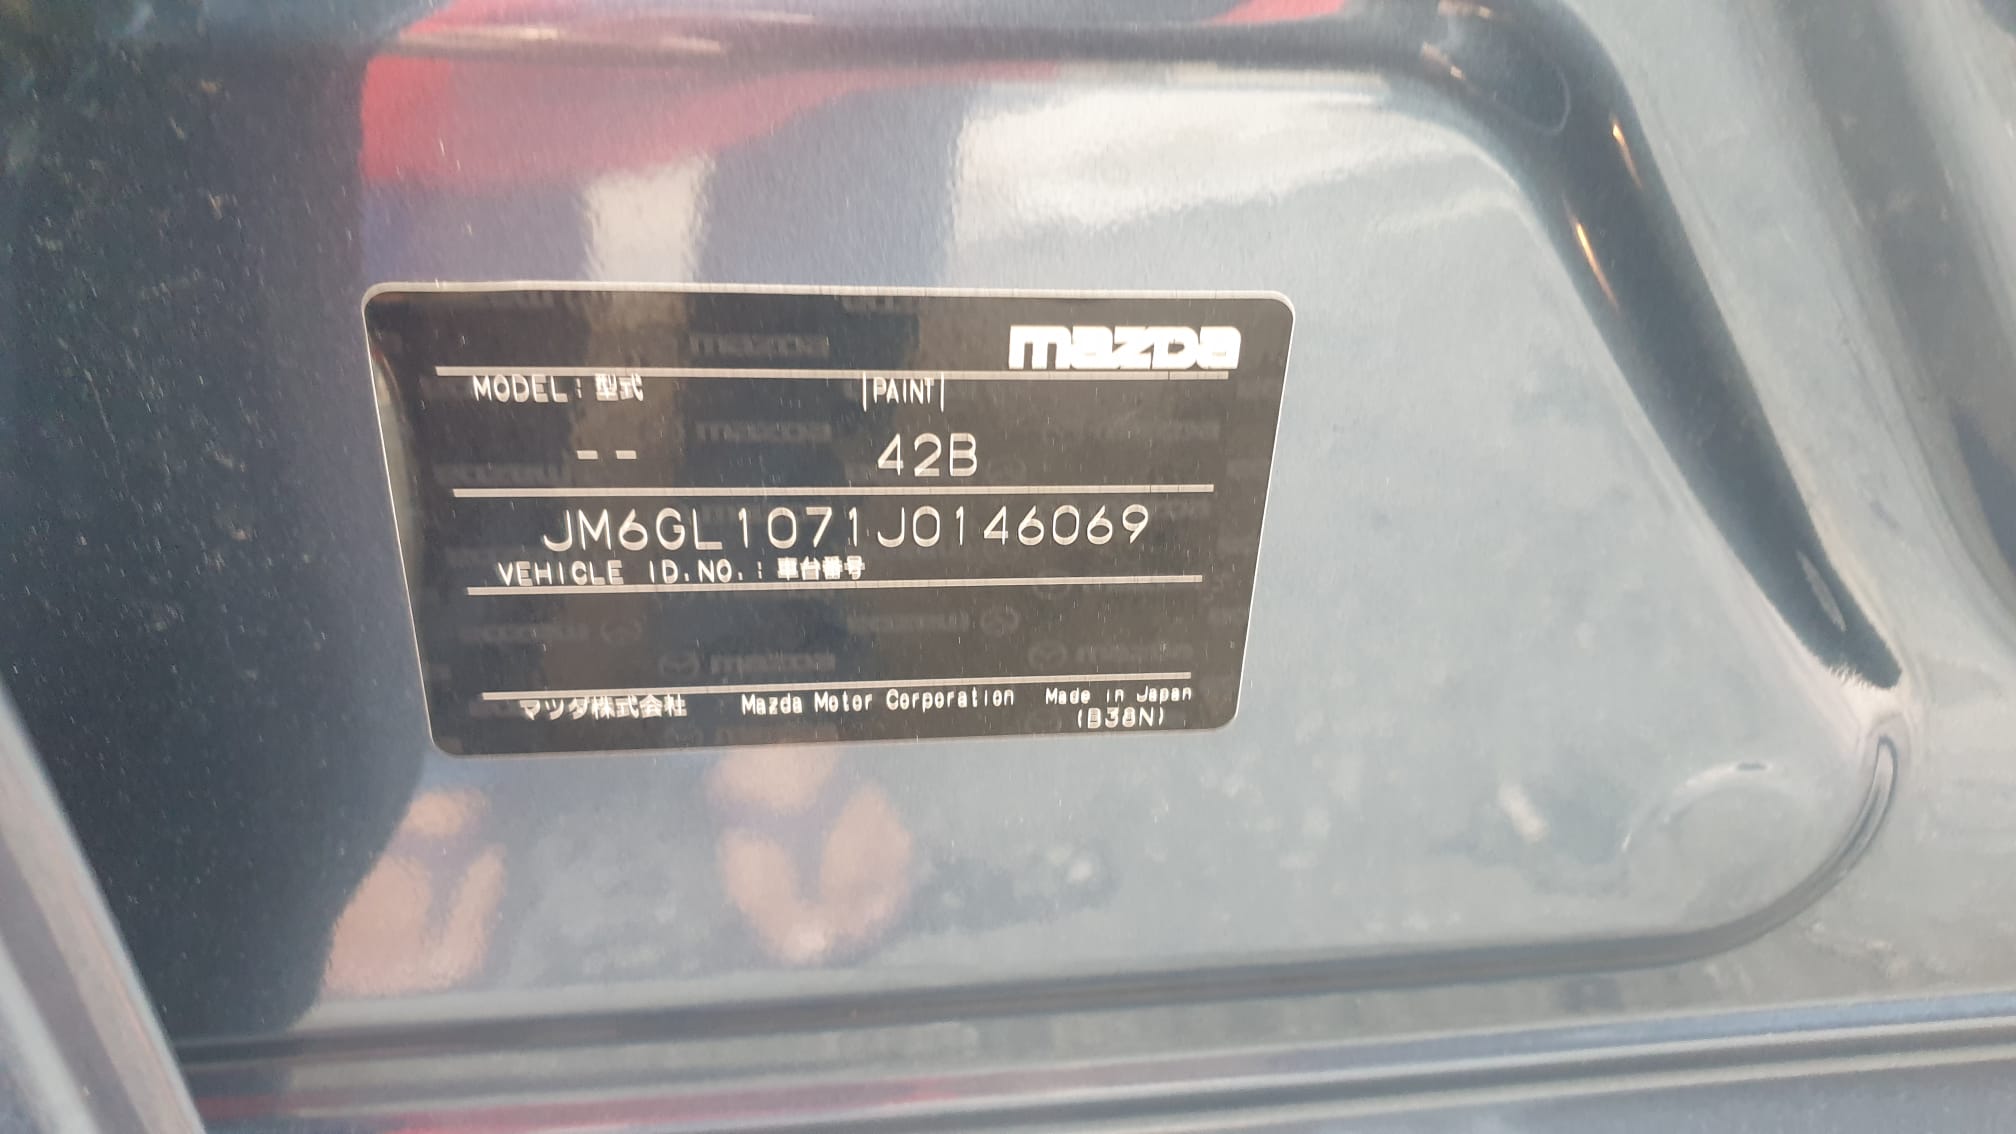 mazda
MODEL : 型式 |PAINT|
-- 42B
JM6GL1071J0146069
VEHICLE ID.NO. : 車台番号
マツダ株式会社 Mazda Motor Corporation Made in Japan
(B38N)